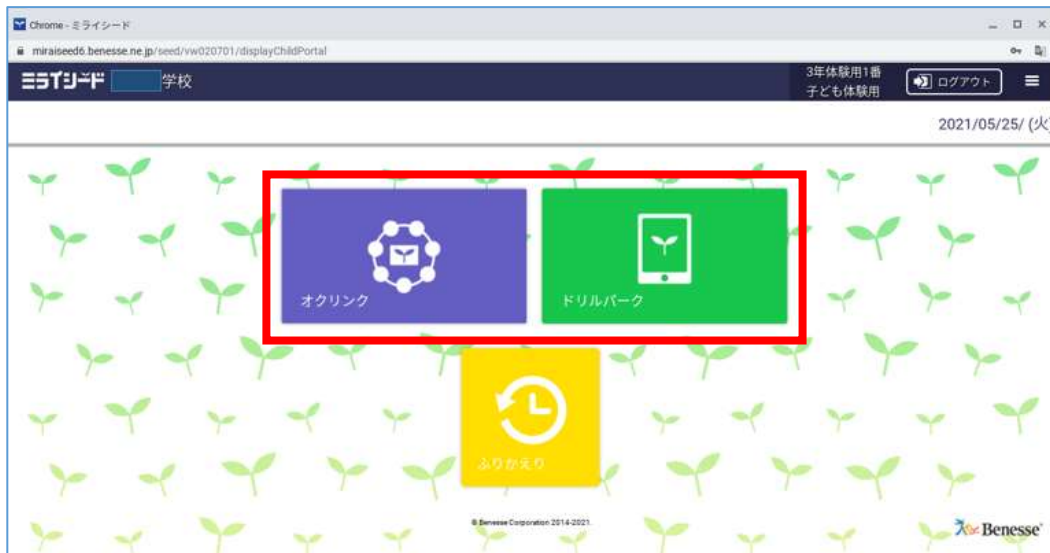 Chrome - ミライシード
miraiseed6.benesse.ne.jp/seed/vw020701/displayChildPortal
ミライシード 学校
3年体験用1番
子ども体験用
ログアウト
2021/05/25/ (火)
オクリンク
ドリルパーク
ふりかえり
© Benesse Corporation 2014-2021
Benesse